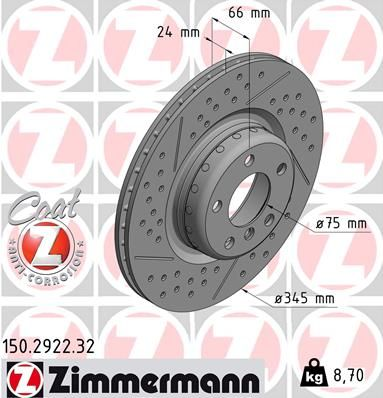 66 mm
24 mm
ø75 mm
ø345 mm
Coat
Z
ANTI-CORROSION
150.2922.32
Z Zimmermann
kg 8,70